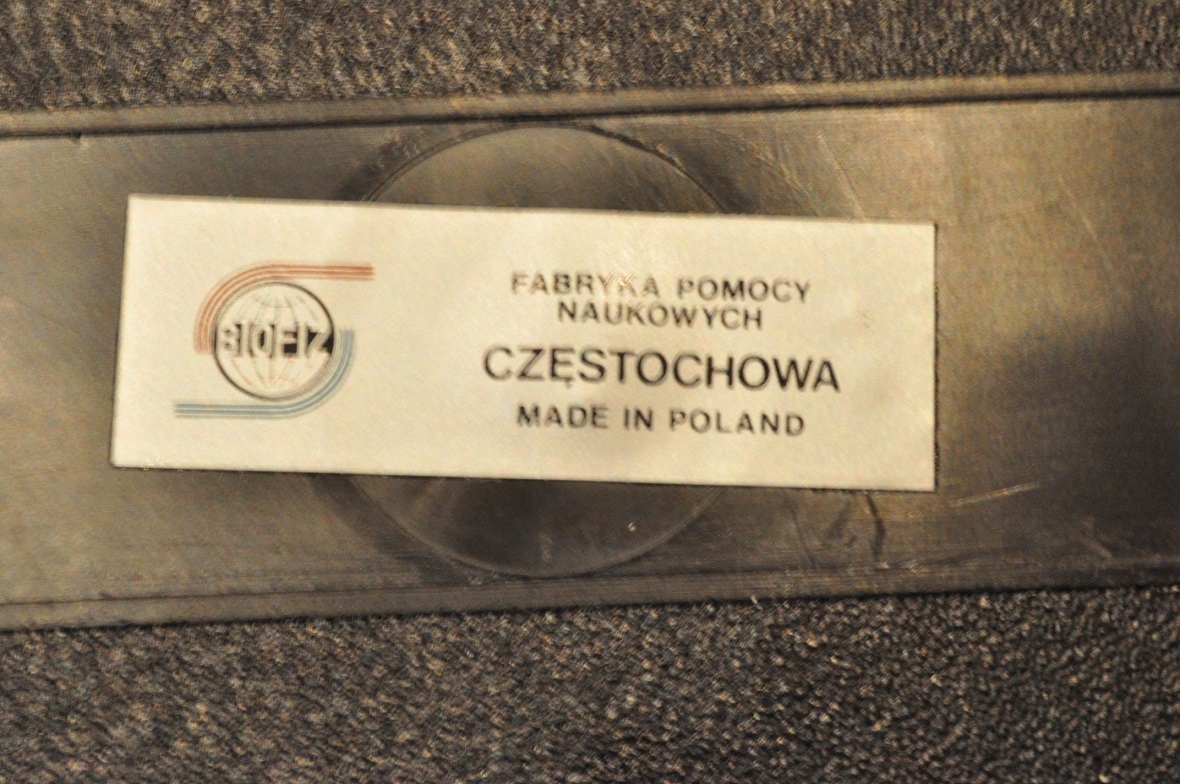 BIOFIZ
FABRYKA POMOCY
NAUKOWYCH
CZĘSTOCHOWA
MADE IN POLAND